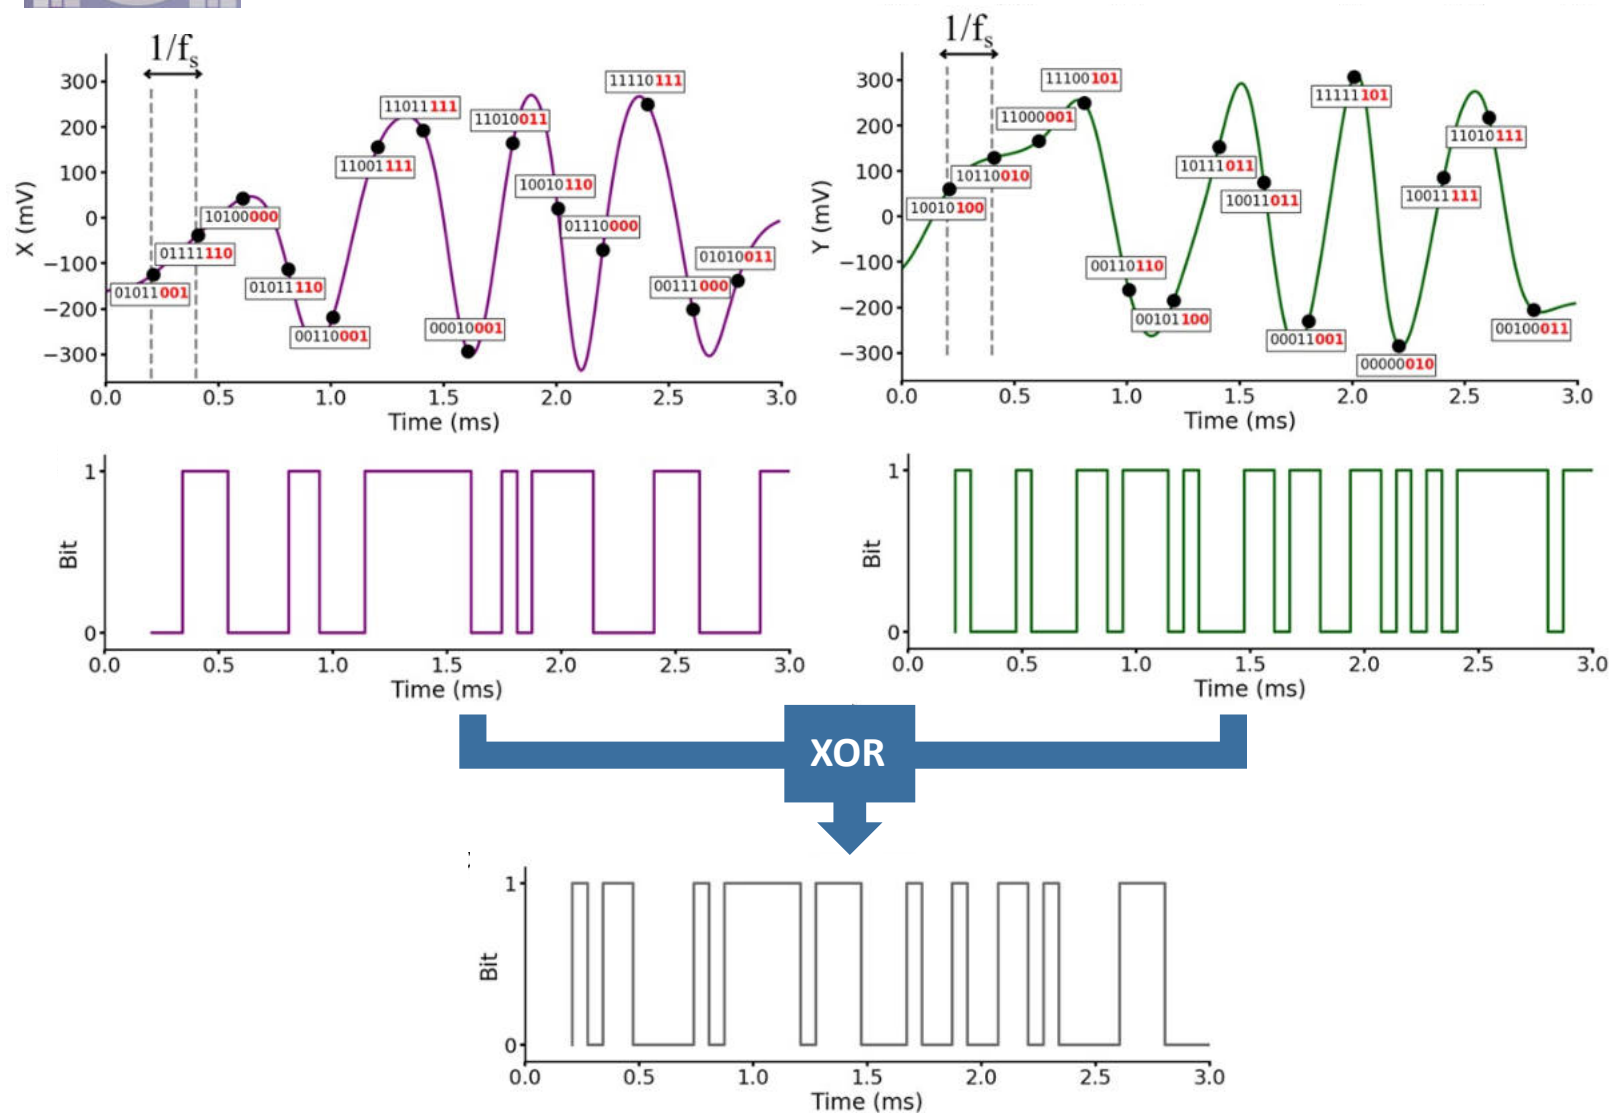 1/fₛ
X (mV)
300
200
100
0
−100
−200
−300
01011001
01111110
10100000
01011110
00110001
11001111
11011111
00010001
11010011
10010110
01110000
11110111
00111000
01010011
0.0 0.5 1.0 1.5 2.0 2.5 3.0
Time (ms)
1/fₛ
Y (mV)
300
200
100
0
−100
−200
−300
10010100
10110010
11000001
11100101
00110110
00101100
10111011
10011011
00011001
11111101
00000010
10011111
11010111
00100011
0.0 0.5 1.0 1.5 2.0 2.5 3.0
Time (ms)
Bit
1
0
0.0 0.5 1.0 1.5 2.0 2.5 3.0
Time (ms)
Bit
1
0
0.0 0.5 1.0 1.5 2.0 2.5 3.0
Time (ms)
XOR
Bit
1
0
0.0 0.5 1.0 1.5 2.0 2.5 3.0
Time (ms)